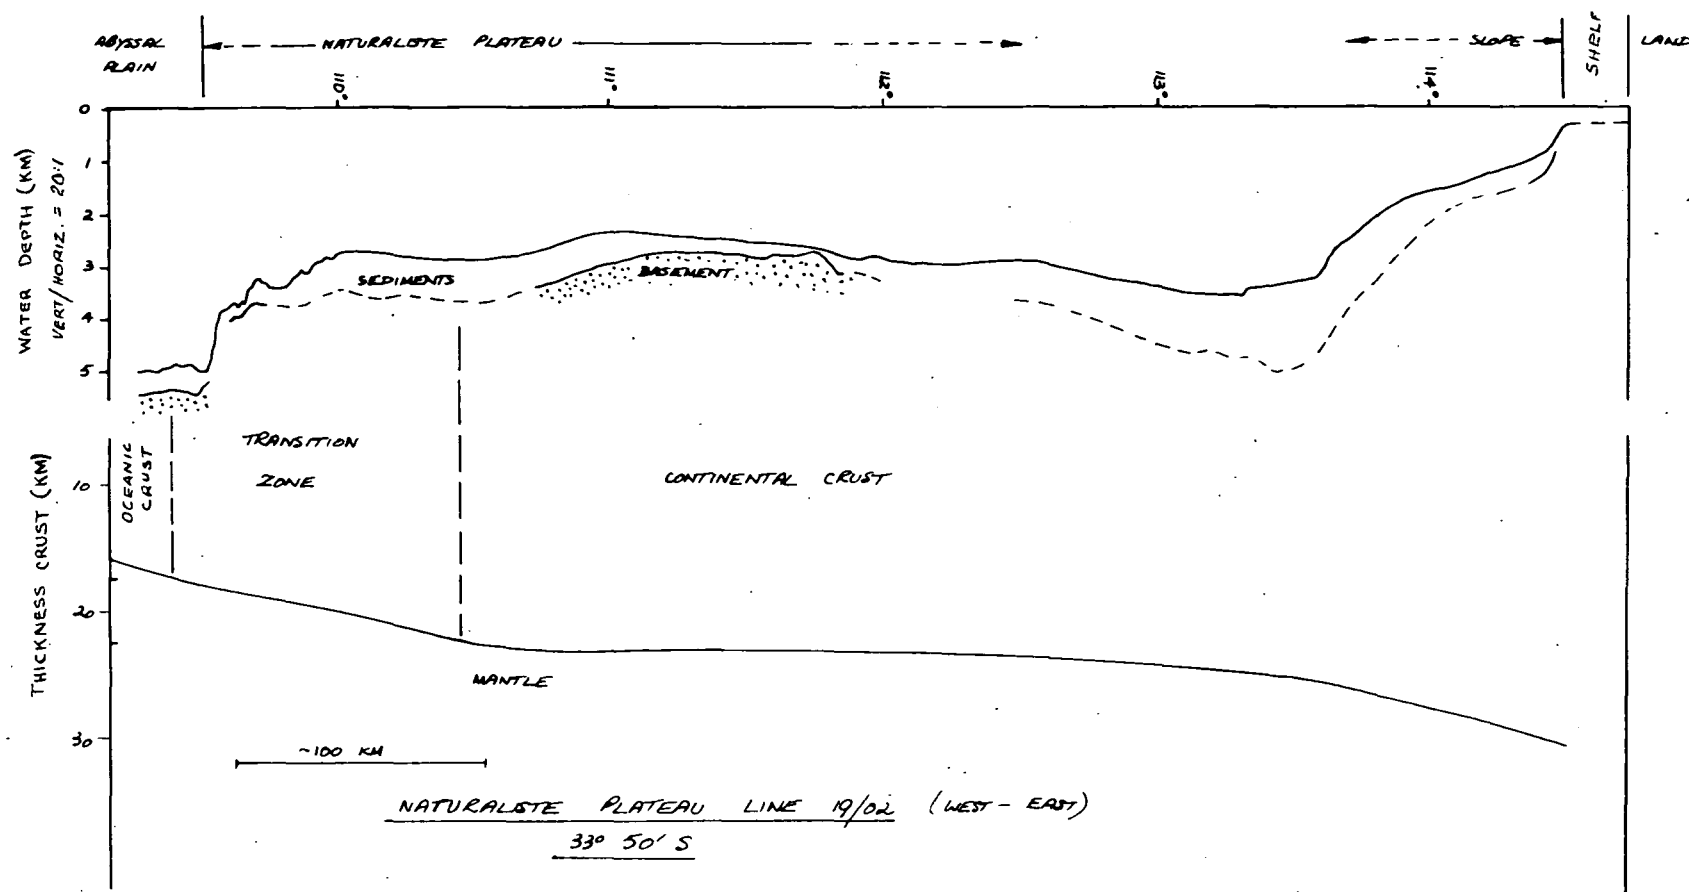 ABYSSAL
PLAIN
NATURALISTE PLATEAU
SLOPE
SHELF
LAND
110°
111°
112°
113°
114°
WATER DEPTH (KM)
VERT/HORIZ. = 20:1
0
1
2
3
4
5
SEDIMENTS
BASEMENT
OCEANIC
CRUST
TRANSITION
ZONE
CONTINENTAL CRUST
THICKNESS CRUST (KM)
10
20
30
MANTLE
~100 KM
NATURALISTE PLATEAU LINE 19/02 (WEST - EAST)
33° 50' S